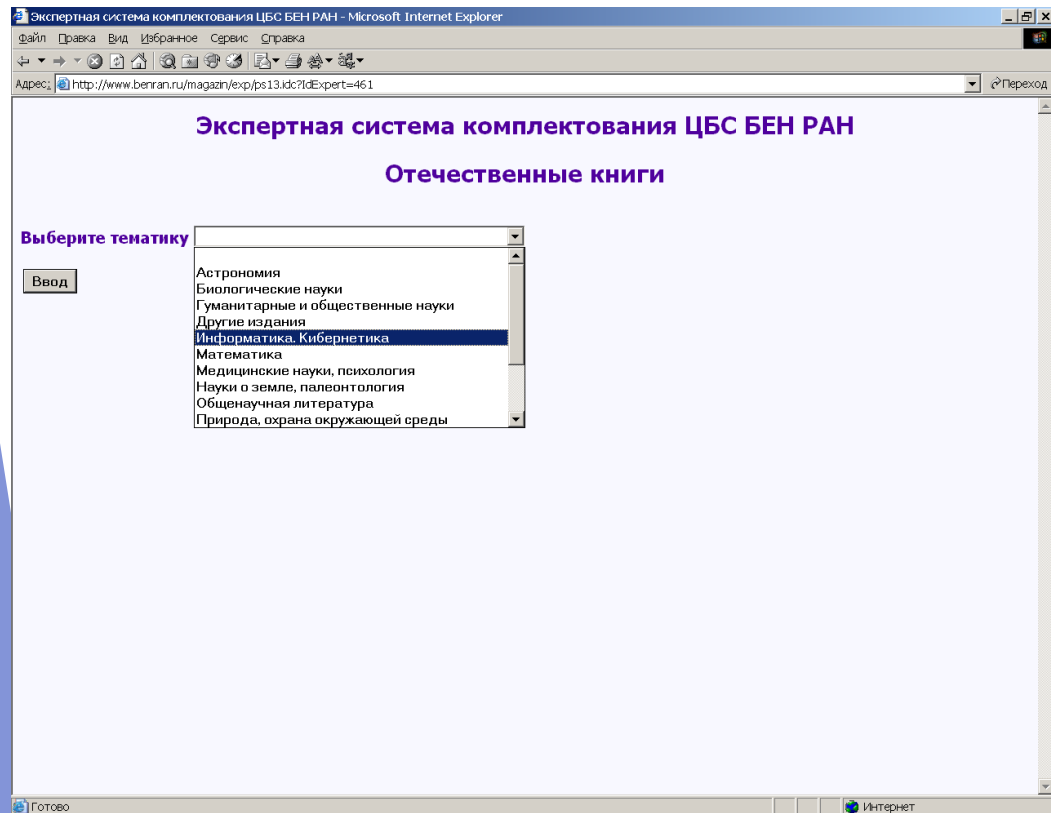 Экспертная система комплектования ЦБС БЕН РАН - Microsoft Internet Explorer
Файл Правка Вид Избранное Сервис Справка
Адрес: http://www.benran.ru/magazin/exp/ps13.idc?IdExpert=461 Переход
Экспертная система комплектования ЦБС БЕН РАН
Отечественные книги
Выберите тематику
Ввод
Астрономия
Биологические науки
Гуманитарные и общественные науки
Другие издания
Информатика. Кибернетика
Математика
Медицинские науки, психология
Науки о земле, палеонтология
Общенаучная литература
Природа, охрана окружающей среды
Готово Интернет